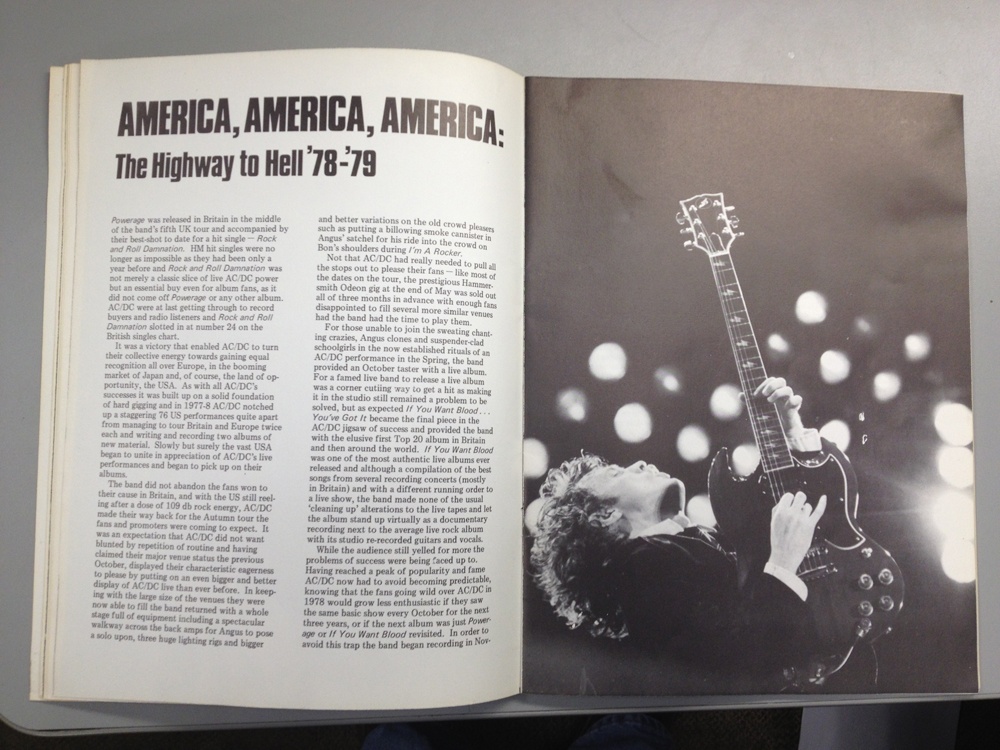 AMERICA, AMERICA, AMERICA:
The Highway to Hell '78-'79
Powerage was released in Britain in the middle
of the band's fifth UK tour and accompanied by
their best-shot to date for a hit single — Rock
and Roll Damnation. HM hit singles were no
longer as impossible as they had been only a
year before and Rock and Roll Damnation was
not merely a classic slice of live AC/DC power
but an essential buy even for album fans, as it
did not come off Powerage or any other album.
AC/DC were at last getting through to record
buyers and radio listeners and Rock and Roll
Damnation slotted in at number 24 on the
British singles chart.
It was a victory that enabled AC/DC to turn
their collective energy towards gaining equal
recognition all over Europe, in the booming
market of Japan and, of course, the land of op-
portunity, the USA. As with all AC/DC's
successes it was built up on a solid foundation
of hard gigging and in 1977-8 AC/DC notched
up a staggering 76 US performances quite apart
from managing to tour Britain and Europe twice
each and writing and recording two albums of
new material. Slowly but surely the vast USA
began to unite in appreciation of AC/DC's live
performances and began to pick up on their
albums.
The band did not abandon the fans won to
their cause in Britain, and with the US still reel-
ing after a dose of 109 db rock energy, AC/DC
made their way back for the Autumn tour the
fans and promoters were coming to expect. It
was an expectation that AC/DC did not want
blunted by repetition of routine and having
claimed their major venue status the previous
October, displayed their characteristic eagerness
to please by putting on an even bigger and better
display of AC/DC live than ever before. In keep-
ing with the large size of the venues they were
now able to fill the band returned with a whole
stage full of equipment including a spectacular
walkway across the back amps for Angus to pose
a solo upon, three huge lighting rigs and bigger
and better variations on the old crowd pleasers
such as putting a billowing smoke cannister in
Angus' satchel for his ride into the crowd on
Bon's shoulders during I'm A Rocker.
Not that AC/DC had really needed to pull all
the stops out to please their fans — like most of
the dates on the tour, the prestigious Hammer-
smith Odeon gig at the end of May was sold out
all of three months in advance with enough fans
disappointed to fill several more similar venues
had the band had the time to play them.
For those unable to join the sweating chant-
ing crazies, Angus clones and suspender-clad
schoolgirls in the now established rituals of an
AC/DC performance in the Spring, the band
provided an October taster with a live album.
For a famed live band to release a live album
was a corner cutting way to get a hit as making
it in the studio still remained a problem to be
solved, but as expected If You Want Blood . . .
You've Got It became the final piece in the
AC/DC jigsaw of success and provided the band
with the elusive first Top 20 album in Britain
and then around the world. If You Want Blood
was one of the most authentic live albums ever
released and although a compilation of the best
songs from several recording concerts (mostly
in Britain) and with a different running order to
a live show, the band made none of the usual
'cleaning up' alterations to the live tapes and let
the album stand up virtually as a documentary
recording next to the average live rock album
with its studio re-recorded guitars and vocals.
While the audience still yelled for more the
problems of success were being faced up to.
Having reached a peak of popularity and fame
AC/DC now had to avoid becoming predictable,
knowing that the fans going wild over AC/DC in
1978 would grow less enthusiastic if they saw
the same basic show every October for the next
three years, or if the next album was just Power-
age or If You Want Blood revisited. In order to
avoid this trap the band began recording in Nov-